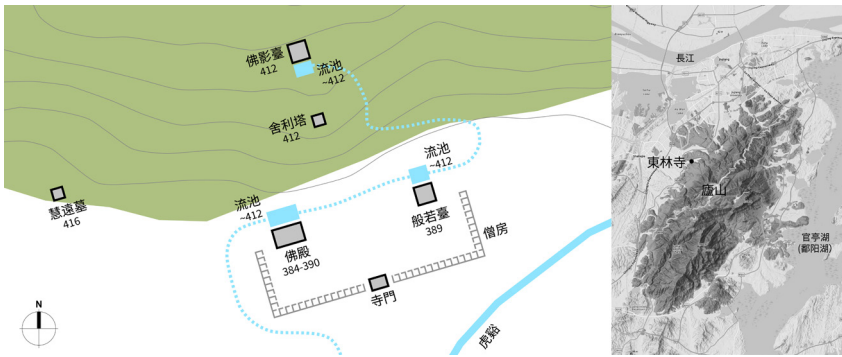 佛影臺
412
流池
~412
舍利塔
412
流池
~412
慧遠墓
416
流池
~412
般若臺
389
佛殿
384-390
僧房
寺門
虎谿
N
長江
東林寺
廬山
官亭湖
(鄱阳湖)